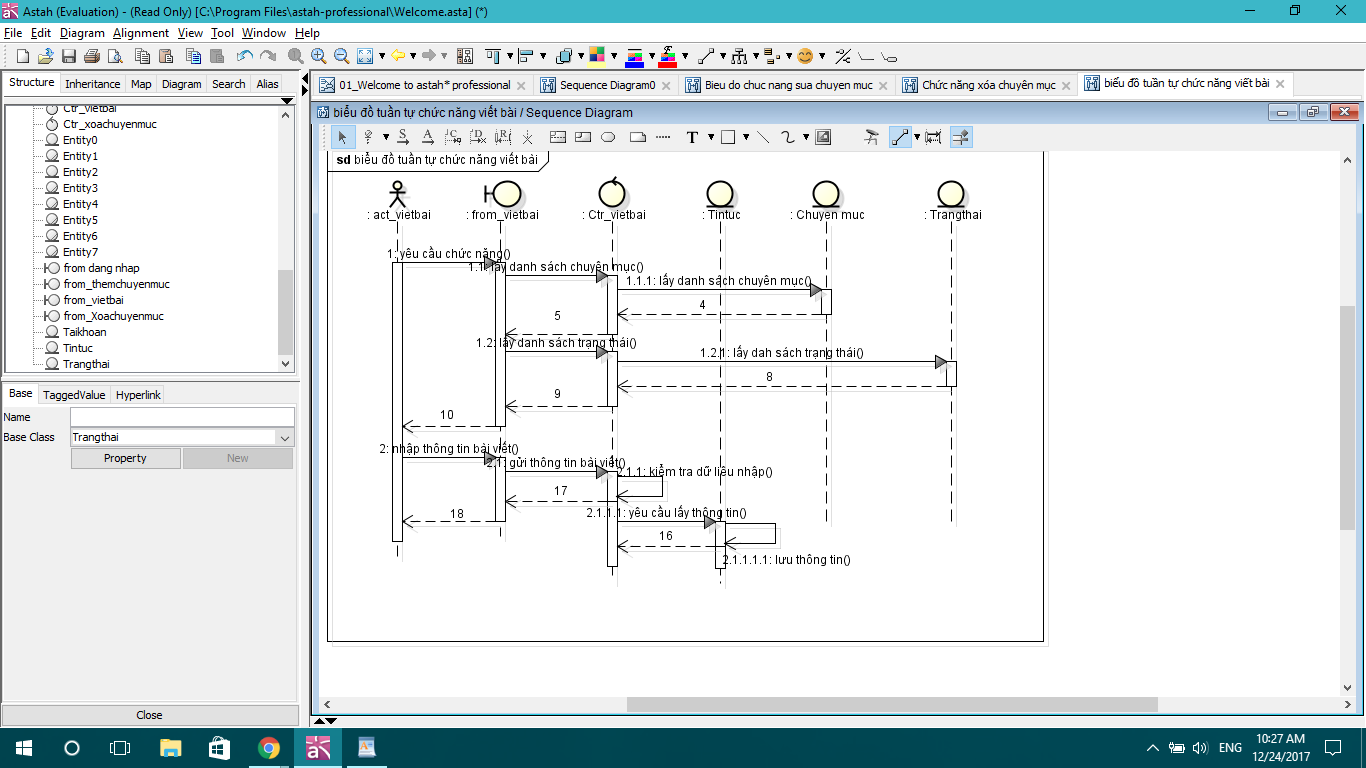 Astah (Evaluation) - (Read Only) [C:\Program Files\astah-professional\Welcome.asta] (*)
File Edit Diagram Alignment View Tool Window Help
Structure Inheritance Map Diagram Search Alias
01_Welcome to astah* professional Sequence Diagram0 Bieu do chuc nang sua chuyen muc Chức năng xóa chuyên mục biểu đồ tuần tự chức năng viết bài
Ctr_vietbai
Ctr_xoachuyenmuc
Entity0
Entity1
Entity2
Entity3
Entity4
Entity5
Entity6
Entity7
from dang nhap
from_themchuyenmuc
from_vietbai
from_Xoachuyenmuc
Taikhoan
Tintuc
Trangthai
Base TaggedValue Hyperlink
Name
Base Class Trangthai
Property New
Close
biểu đồ tuần tự chức năng viết bài / Sequence Diagram
S A T
sd biểu đồ tuần tự chức năng viết bài
: act_vietbai : from_vietbai : Ctr_vietbai : Tintuc : Chuyen muc : Trangthai
1: yêu cầu chức năng()
1.1: lấy danh sách chuyên mục()
1.1.1: lấy danh sách chuyên mục()
4
5
1.2: lấy danh sách trạng thái()
1.2.1: lấy dah sách trạng thái()
8
9
10
2: nhập thông tin bài viết()
2.1: gửi thông tin bài viết()
2.1.1: kiểm tra dữ liệu nhập()
17
18
2.1.1.1: yêu cầu lấy thông tin()
16
2.1.1.1.1: lưu thông tin()
ENG
10:27 AM
12/24/2017